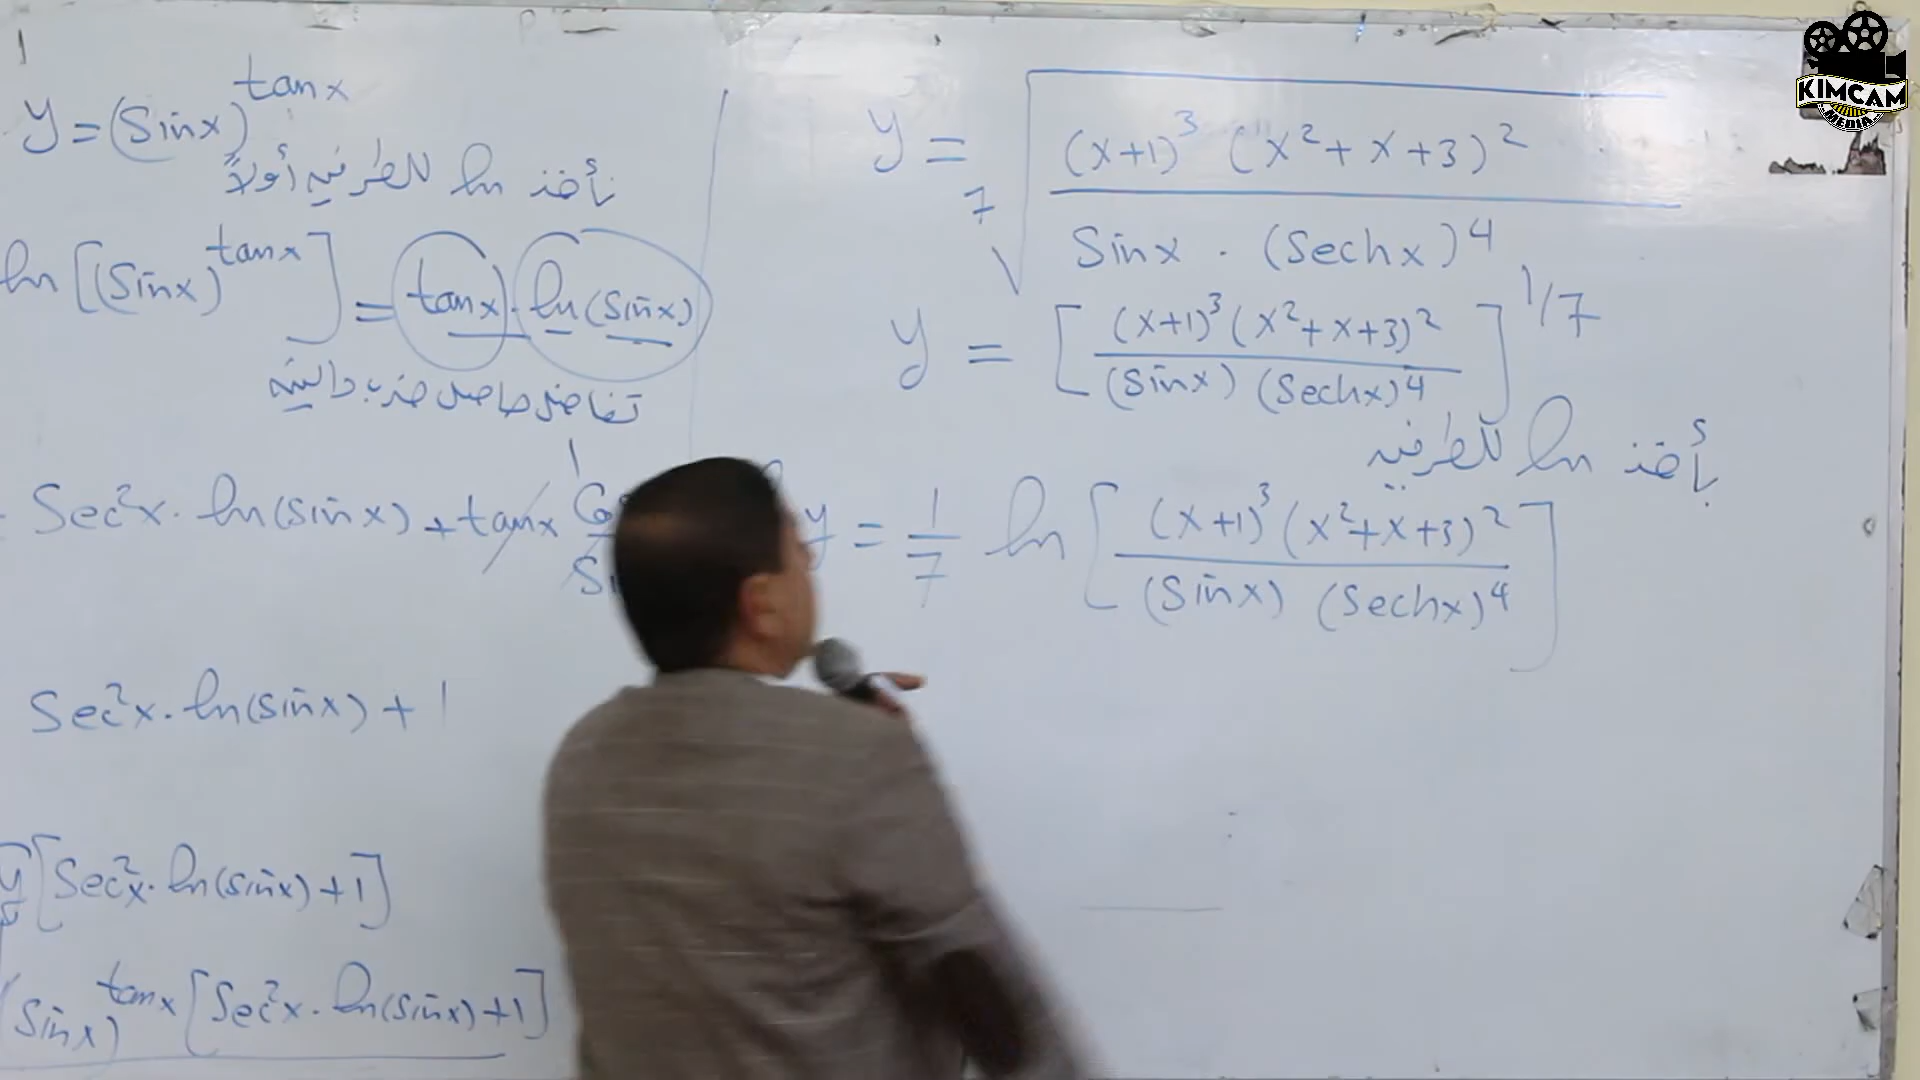 y = (Sinx)^tanx
نأخذ ln للطرفين أولاً
ln [(Sinx)^tanx] = tanx . ln (Sinx)
تفاضل حاصل ضرب دالتين
Sec²x . ln(Sinx) + tanx
Sec²x . ln(Sinx) + 1
y [Sec²x . ln(Sinx) + 1]
(Sinx)^tanx [Sec²x . ln(Sinx) + 1]
y = ⁷√((x+1)³ (x²+x+3)² / Sinx . (Sechx)⁴)
y = [(x+1)³ (x²+x+3)² / (Sinx) (Sechx)⁴]^1/7
نأخذ ln للطرفين
y = 1/7 ln [(x+1)³ (x²+x+3)² / (Sinx) (Sechx)⁴]
KIMCAM
MEDIA